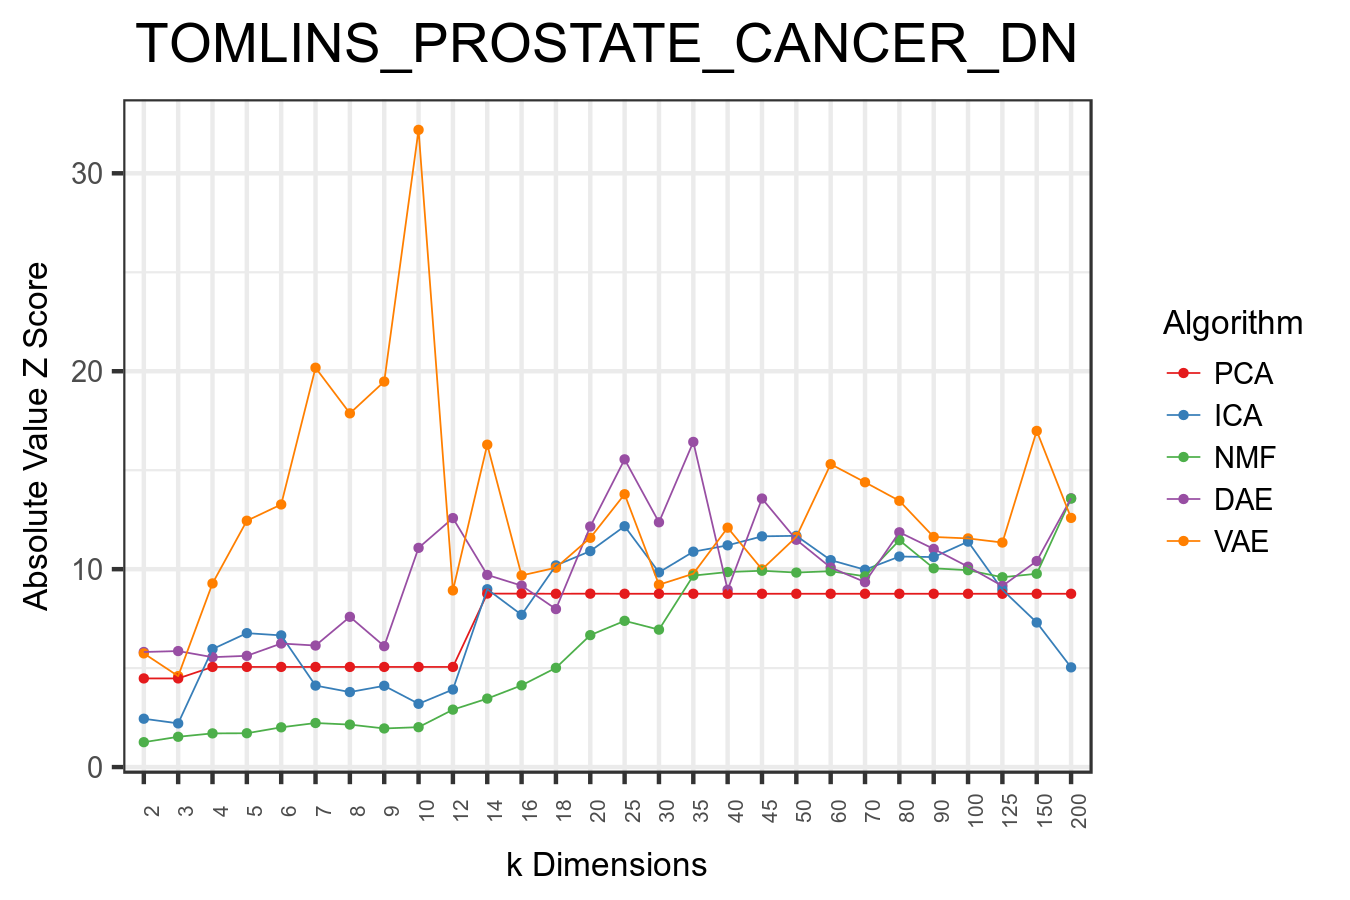 TOMLINS_PROSTATE_CANCER_DN
Absolute Value Z Score
30
20
10
0
2 3 4 5 6 7 8 9 10 12 14 16 18 20 25 30 35 40 45 50 60 70 80 90 100 125 150 200
k Dimensions
Algorithm
PCA
ICA
NMF
DAE
VAE